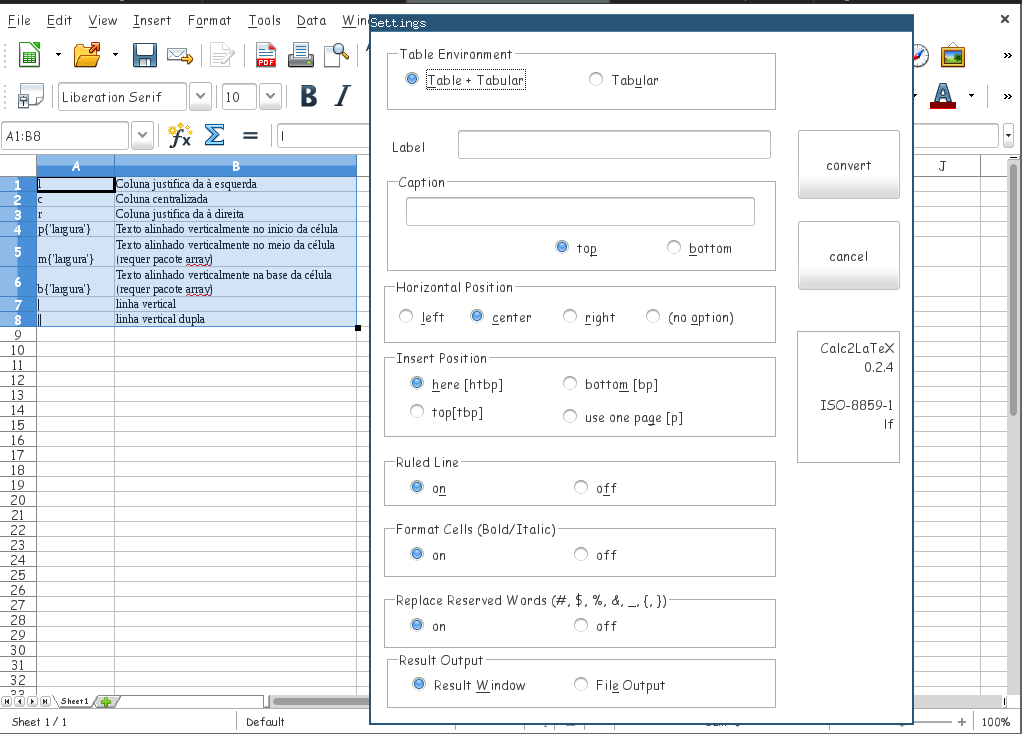 File Edit View Insert Format Tools Data
Settings
Liberation Serif
10
A1:B8
l
A B J
1 l Coluna justifica da à esquerda
2 c Coluna centralizada
3 r Coluna justifica da à direita
4 p{'largura'} Texto alinhado verticalmente no inicio da célula
5 m{'largura'} Texto alinhado verticalmente no meio da célula
(requer pacote array)
6 b{'largura'} Texto alinhado verticalmente na base da célula
(requer pacote array)
7 | linha vertical
8 || linha vertical dupla
9
10
11
12
13
14
15
16
17
18
19
20
21
22
23
24
25
26
27
28
29
30
31
32
33
Sheet1
Sheet 1 / 1 Default
100%
Table Environment
Table + Tabular Tabular
Label
Caption
top bottom
Horizontal Position
left center right (no option)
Insert Position
here [htbp] bottom [bp]
top[tbp] use one page [p]
Ruled Line
on off
Format Cells (Bold/Italic)
on off
Replace Reserved Words (#, $, %, &, _, {, })
on off
Result Output
Result Window File Output
convert
cancel
Calc2LaTeX
0.2.4
ISO-8859-1
lf